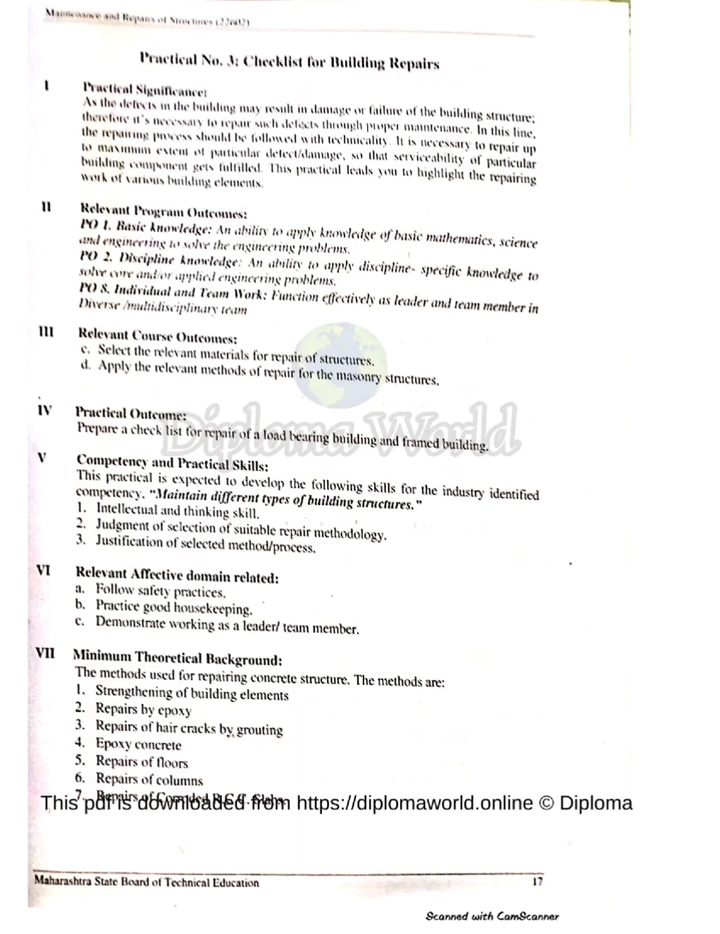 Maintenance and Repairs of Structures (22602)
Practical No. 3: Checklist for Building Repairs
I Practical Significance:
As the defects in the building may result in damage or failure of the building structure;
therefore it's necessary to repair such defects through proper maintenance. In this line,
the repairing process should be followed with technicality. It is necessary to repair up
to maximum extent of particular defect/damage, so that serviceability of particular
building component gets fulfilled. This practical leads you to highlight the repairing
work of various building elements.
II Relevant Program Outcomes:
PO 1. Basic knowledge: An ability to apply knowledge of basic mathematics, science
and engineering to solve the engineering problems.
PO 2. Discipline knowledge: An ability to apply discipline- specific knowledge to
solve core and/or applied engineering problems.
PO 8. Individual and Team Work: Function effectively as leader and team member in
Diverse /multidisciplinary team
III Relevant Course Outcomes:
c. Select the relevant materials for repair of structures.
d. Apply the relevant methods of repair for the masonry structures.
IV Practical Outcome:
Prepare a check list for repair of a load bearing building and framed building.
Diploma World
V Competency and Practical Skills:
This practical is expected to develop the following skills for the industry identified
competency. "Maintain different types of building structures."
1. Intellectual and thinking skill.
2. Judgment of selection of suitable repair methodology.
3. Justification of selected method/process.
VI Relevant Affective domain related:
a. Follow safety practices.
b. Practice good housekeeping.
c. Demonstrate working as a leader/ team member.
VII Minimum Theoretical Background:
The methods used for repairing concrete structure. The methods are:
1. Strengthening of building elements
2. Repairs by epoxy
3. Repairs of hair cracks by grouting
4. Epoxy concrete
5. Repairs of floors
6. Repairs of columns
7. Repairs of Corroded R.C.C. Slabs
This pdf is downloaded from https://diplomaworld.online © Diploma
Maharashtra State Board of Technical Education 17
Scanned with CamScanner